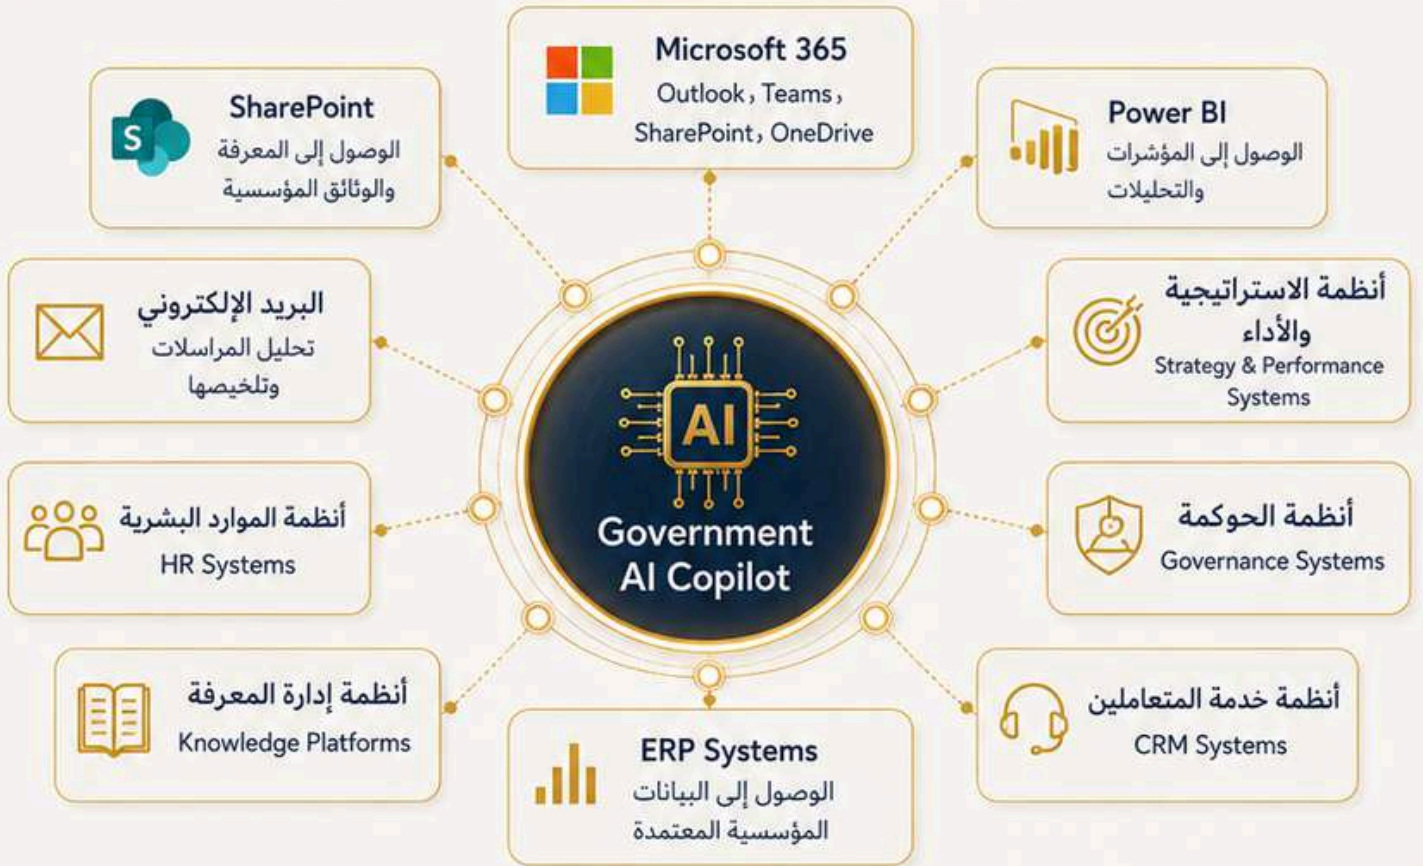 Microsoft 365
Outlook, Teams,
SharePoint, OneDrive
SharePoint
الوصول إلى المعرفة
والوثائق المؤسسية
S
Power BI
الوصول إلى المؤشرات
والتحليلات
البريد الإلكتروني
تحليل المراسلات
وتلخيصها
أنظمة الاستراتيجية
والأداء
Strategy & Performance
Systems
AI
Government
AI Copilot
أنظمة الموارد البشرية
HR Systems
أنظمة الحوكمة
Governance Systems
أنظمة إدارة المعرفة
Knowledge Platforms
أنظمة خدمة المتعاملين
CRM Systems
ERP Systems
الوصول إلى البيانات
المؤسسية المعتمدة